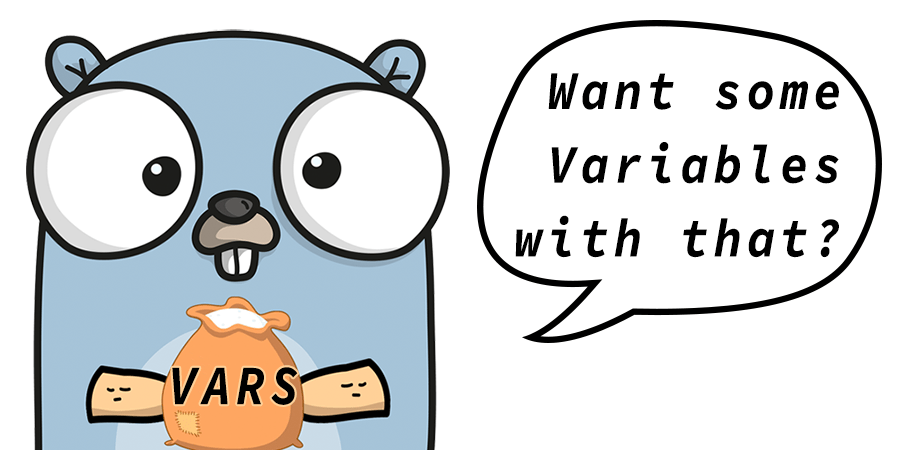 Want some
Variables
with that?
VARS